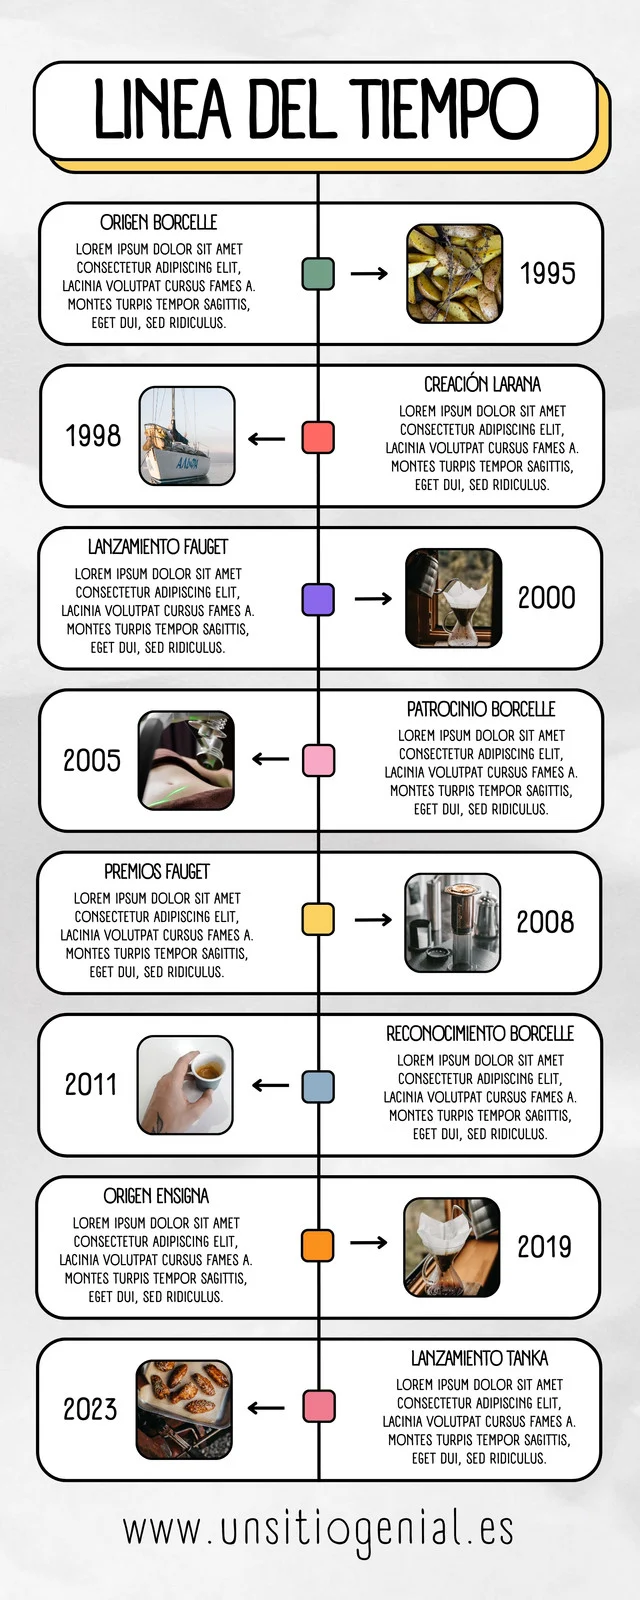 LINEA DEL TIEMPO
ORIGEN BORCELLE
LOREM IPSUM DOLOR SIT AMET
CONSECTETUR ADIPISCING ELIT,
LACINIA VOLUTPAT CURSUS FAMES A.
MONTES TURPIS TEMPOR SAGITTIS,
EGET DUI, SED RIDICULUS.
1995
1998
CREACIÓN LARANA
LOREM IPSUM DOLOR SIT AMET
CONSECTETUR ADIPISCING ELIT,
LACINIA VOLUTPAT CURSUS FAMES A.
MONTES TURPIS TEMPOR SAGITTIS,
EGET DUI, SED RIDICULUS.
LANZAMIENTO FAUGET
LOREM IPSUM DOLOR SIT AMET
CONSECTETUR ADIPISCING ELIT,
LACINIA VOLUTPAT CURSUS FAMES A.
MONTES TURPIS TEMPOR SAGITTIS,
EGET DUI, SED RIDICULUS.
2000
2005
PATROCINIO BORCELLE
LOREM IPSUM DOLOR SIT AMET
CONSECTETUR ADIPISCING ELIT,
LACINIA VOLUTPAT CURSUS FAMES A.
MONTES TURPIS TEMPOR SAGITTIS,
EGET DUI, SED RIDICULUS.
PREMIOS FAUGET
LOREM IPSUM DOLOR SIT AMET
CONSECTETUR ADIPISCING ELIT,
LACINIA VOLUTPAT CURSUS FAMES A.
MONTES TURPIS TEMPOR SAGITTIS,
EGET DUI, SED RIDICULUS.
2008
2011
RECONOCIMIENTO BORCELLE
LOREM IPSUM DOLOR SIT AMET
CONSECTETUR ADIPISCING ELIT,
LACINIA VOLUTPAT CURSUS FAMES A.
MONTES TURPIS TEMPOR SAGITTIS,
EGET DUI, SED RIDICULUS.
ORIGEN ENSIGNA
LOREM IPSUM DOLOR SIT AMET
CONSECTETUR ADIPISCING ELIT,
LACINIA VOLUTPAT CURSUS FAMES A.
MONTES TURPIS TEMPOR SAGITTIS,
EGET DUI, SED RIDICULUS.
2019
2023
LANZAMIENTO TANKA
LOREM IPSUM DOLOR SIT AMET
CONSECTETUR ADIPISCING ELIT,
LACINIA VOLUTPAT CURSUS FAMES A.
MONTES TURPIS TEMPOR SAGITTIS,
EGET DUI, SED RIDICULUS.
www.unsitiogenial.es